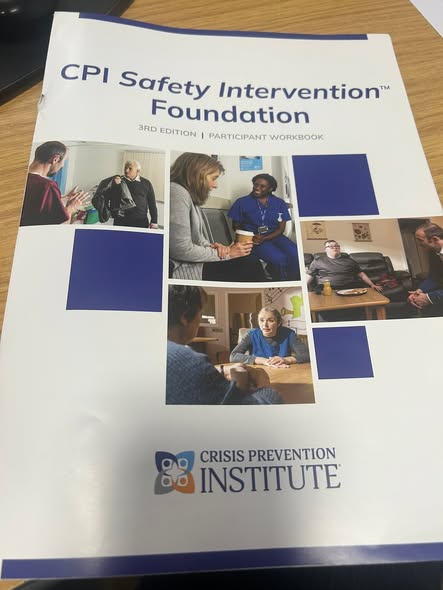 CPI Safety Intervention™
Foundation
3RD EDITION | PARTICIPANT WORKBOOK
CRISIS PREVENTION
INSTITUTE®